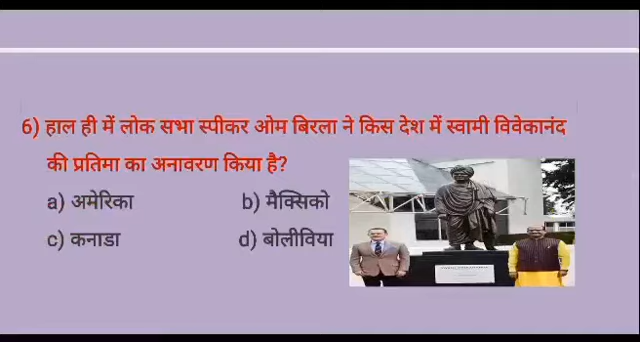 6) हाल ही में लोक सभा स्पीकर ओम बिरला ने किस देश में स्वामी विवेकानंद
की प्रतिमा का अनावरण किया है?
a) अमेरिका b) मैक्सिको
c) कनाडा d) बोलीविया